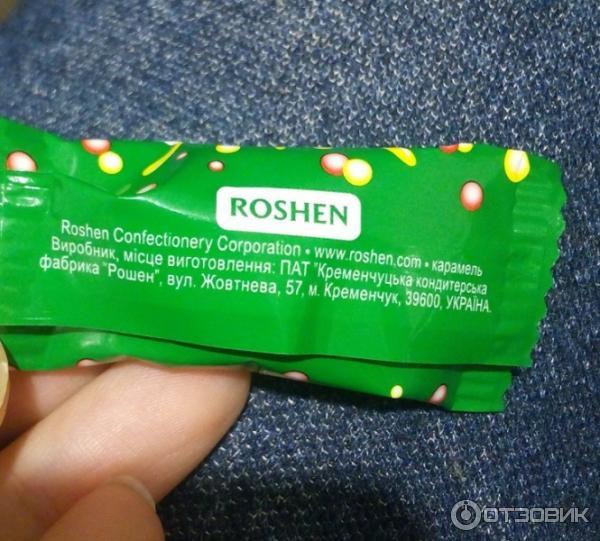 ROSHEN
Roshen Confectionery Corporation • www.roshen.com • карамель
Виробник, місце виготовлення: ПАТ "Кременчуцька кондитерська
фабрика "Рошен", вул. Жовтнева, 57, м. Кременчук, 39600, УКРАЇНА.
ОТЗОВИК